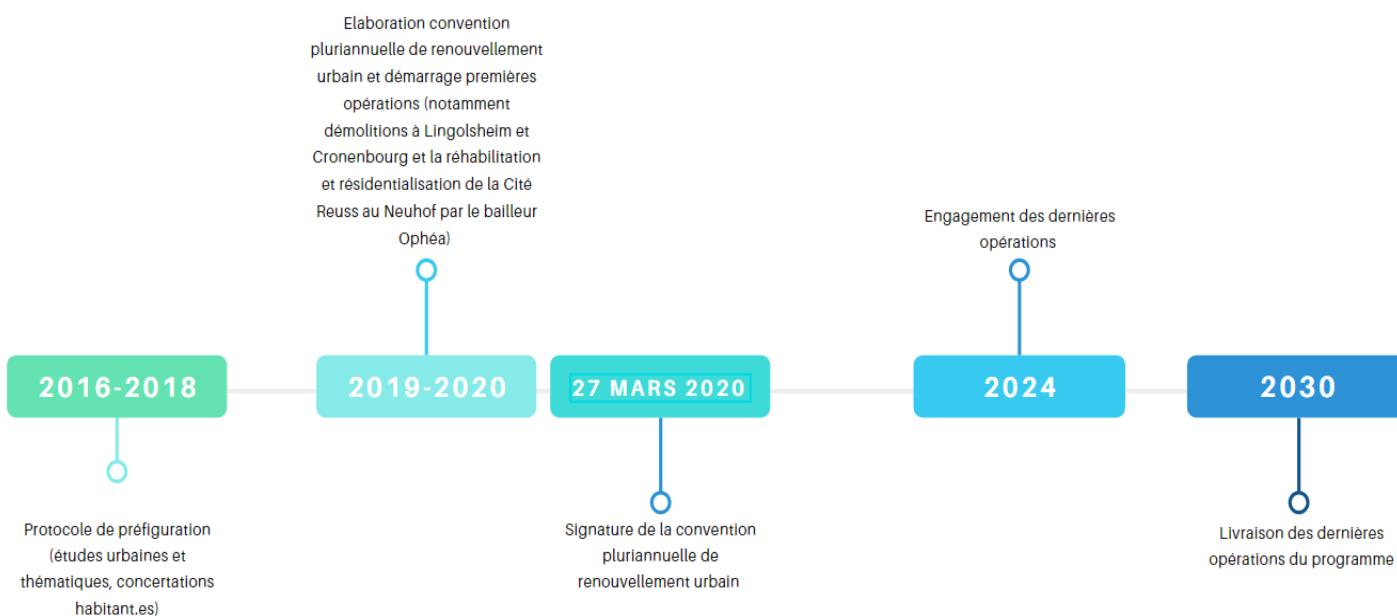 Elaboration convention
pluriannuelle de renouvellement
urbain et démarrage premières
opérations (notamment
démolitions à Lingolsheim et
Cronenbourg et la réhabilitation
et résidentialisation de la Cité
Reuss au Neuhof par le bailleur
Ophéa)
Engagement des dernières
opérations
2016-2018
2019-2020
27 MARS 2020
2024
2030
Protocole de préfiguration
(études urbaines et
thématiques, concertations
habitant.es)
Signature de la convention
pluriannuelle de
renouvellement urbain
Livraison des dernières
opérations du programme